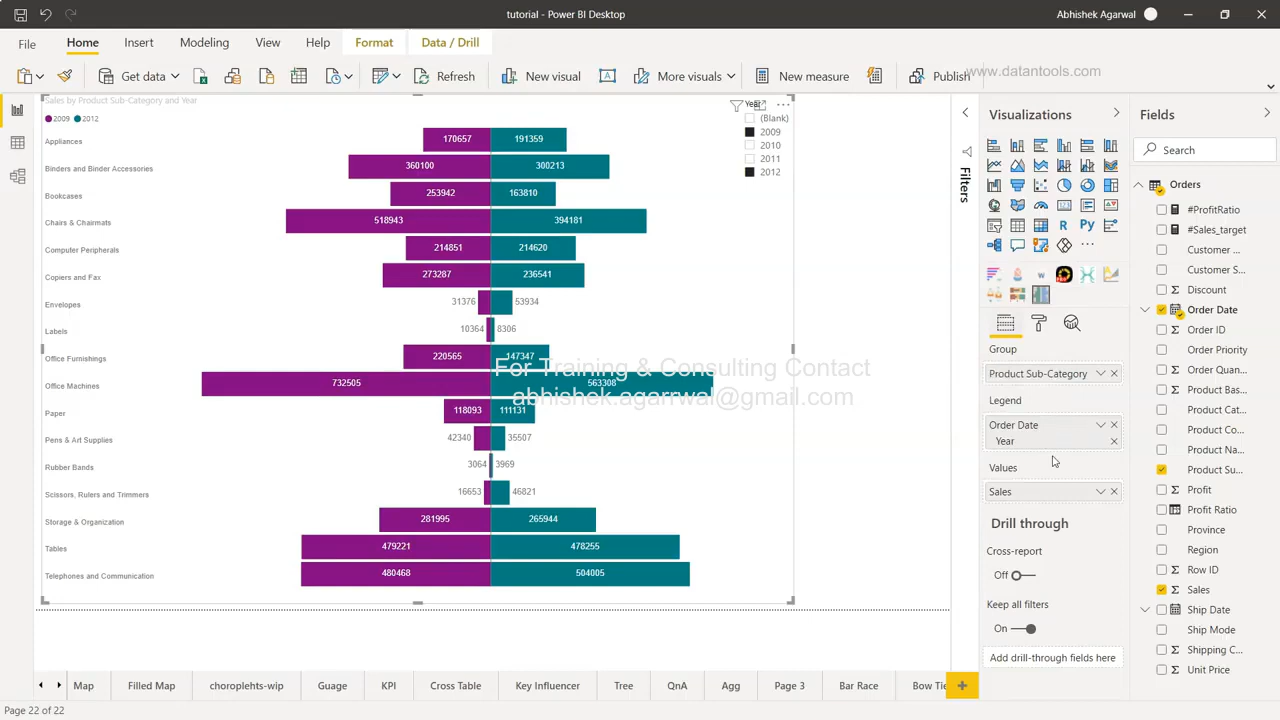 tutorial - Power BI Desktop
Abhishek Agarwal
File
Home
Insert
Modeling
View
Help
Format
Data / Drill
Get data
Refresh
New visual
More visuals
New measure
Publish
www.datantools.com
Sales by Product Sub-Category and Year
2009
2012
Year
(Blank)
2009
2010
2011
2012
Appliances
170657
191359
Binders and Binder Accessories
360100
300213
Bookcases
253942
163810
Chairs & Chairmats
518943
394181
Computer Peripherals
214851
214620
Copiers and Fax
273287
236541
Envelopes
31376
53934
Labels
10364
8306
Office Furnishings
220565
147347
Office Machines
732505
563308
Paper
118093
111131
Pens & Art Supplies
42340
35507
Rubber Bands
3064
3969
Scissors, Rulers and Trimmers
16653
46821
Storage & Organization
281995
265944
Tables
479221
478255
Telephones and Communication
480468
504005
For Training & Consulting Contact
abhishek.agarrwal@gmail.com
Filters
Visualizations
Group
Product Sub-Category
Legend
Order Date
Year
Values
Sales
Drill through
Cross-report
Off
Keep all filters
On
Add drill-through fields here
Fields
Search
Orders
#ProfitRatio
#Sales_target
Customer ...
Customer S...
Discount
Order Date
Order ID
Order Priority
Order Quan...
Product Bas...
Product Cat...
Product Co...
Product Na...
Product Su...
Profit
Profit Ratio
Province
Region
Row ID
Sales
Ship Date
Ship Mode
Shipping C...
Unit Price
Map
Filled Map
choroplehts-wip
Guage
KPI
Cross Table
Key Influencer
Tree
QnA
Agg
Page 3
Bar Race
Bow Tie
Page 22 of 22